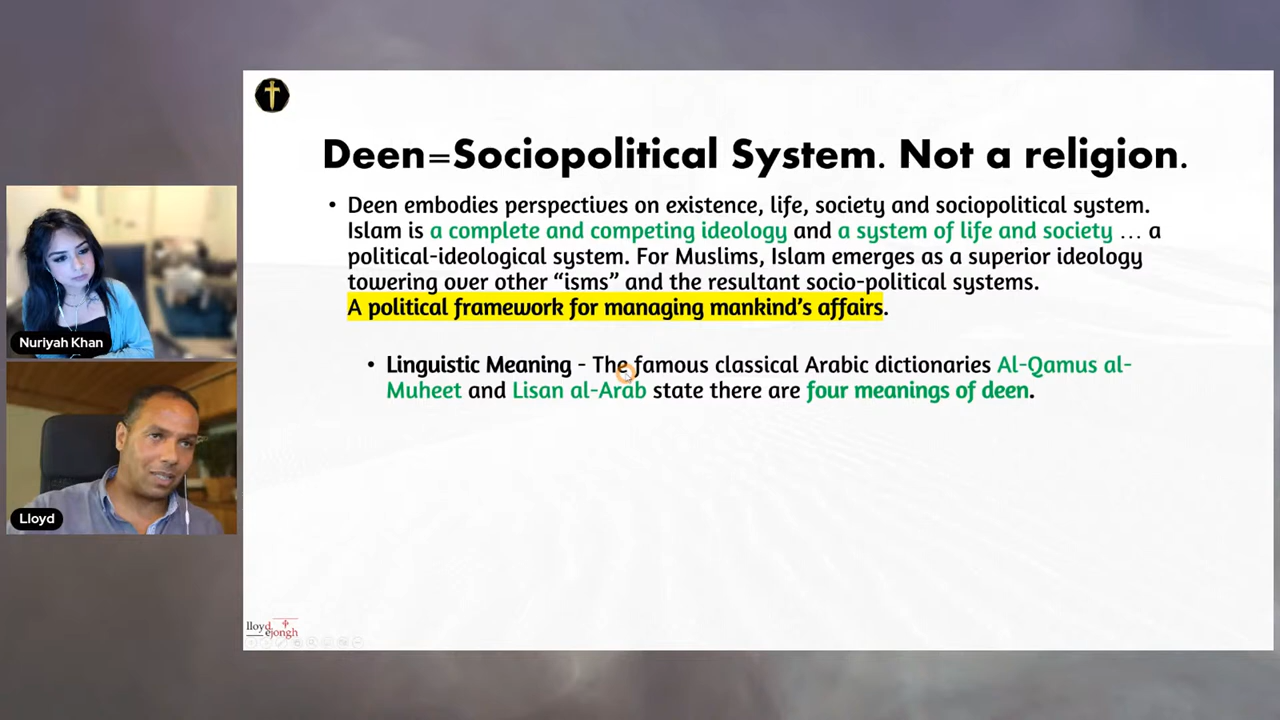 Deen=Sociopolitical System. Not a religion.
• Deen embodies perspectives on existence, life, society and sociopolitical system.
Islam is a complete and competing ideology and a system of life and society … a
political-ideological system. For Muslims, Islam emerges as a superior ideology
towering over other “isms” and the resultant socio-political systems.
A political framework for managing mankind’s affairs.
• Linguistic Meaning - The famous classical Arabic dictionaries Al-Qamus al-
Muheet and Lisan al-Arab state there are four meanings of deen.
Nuriyah Khan
Lloyd
lloyd
ejongh